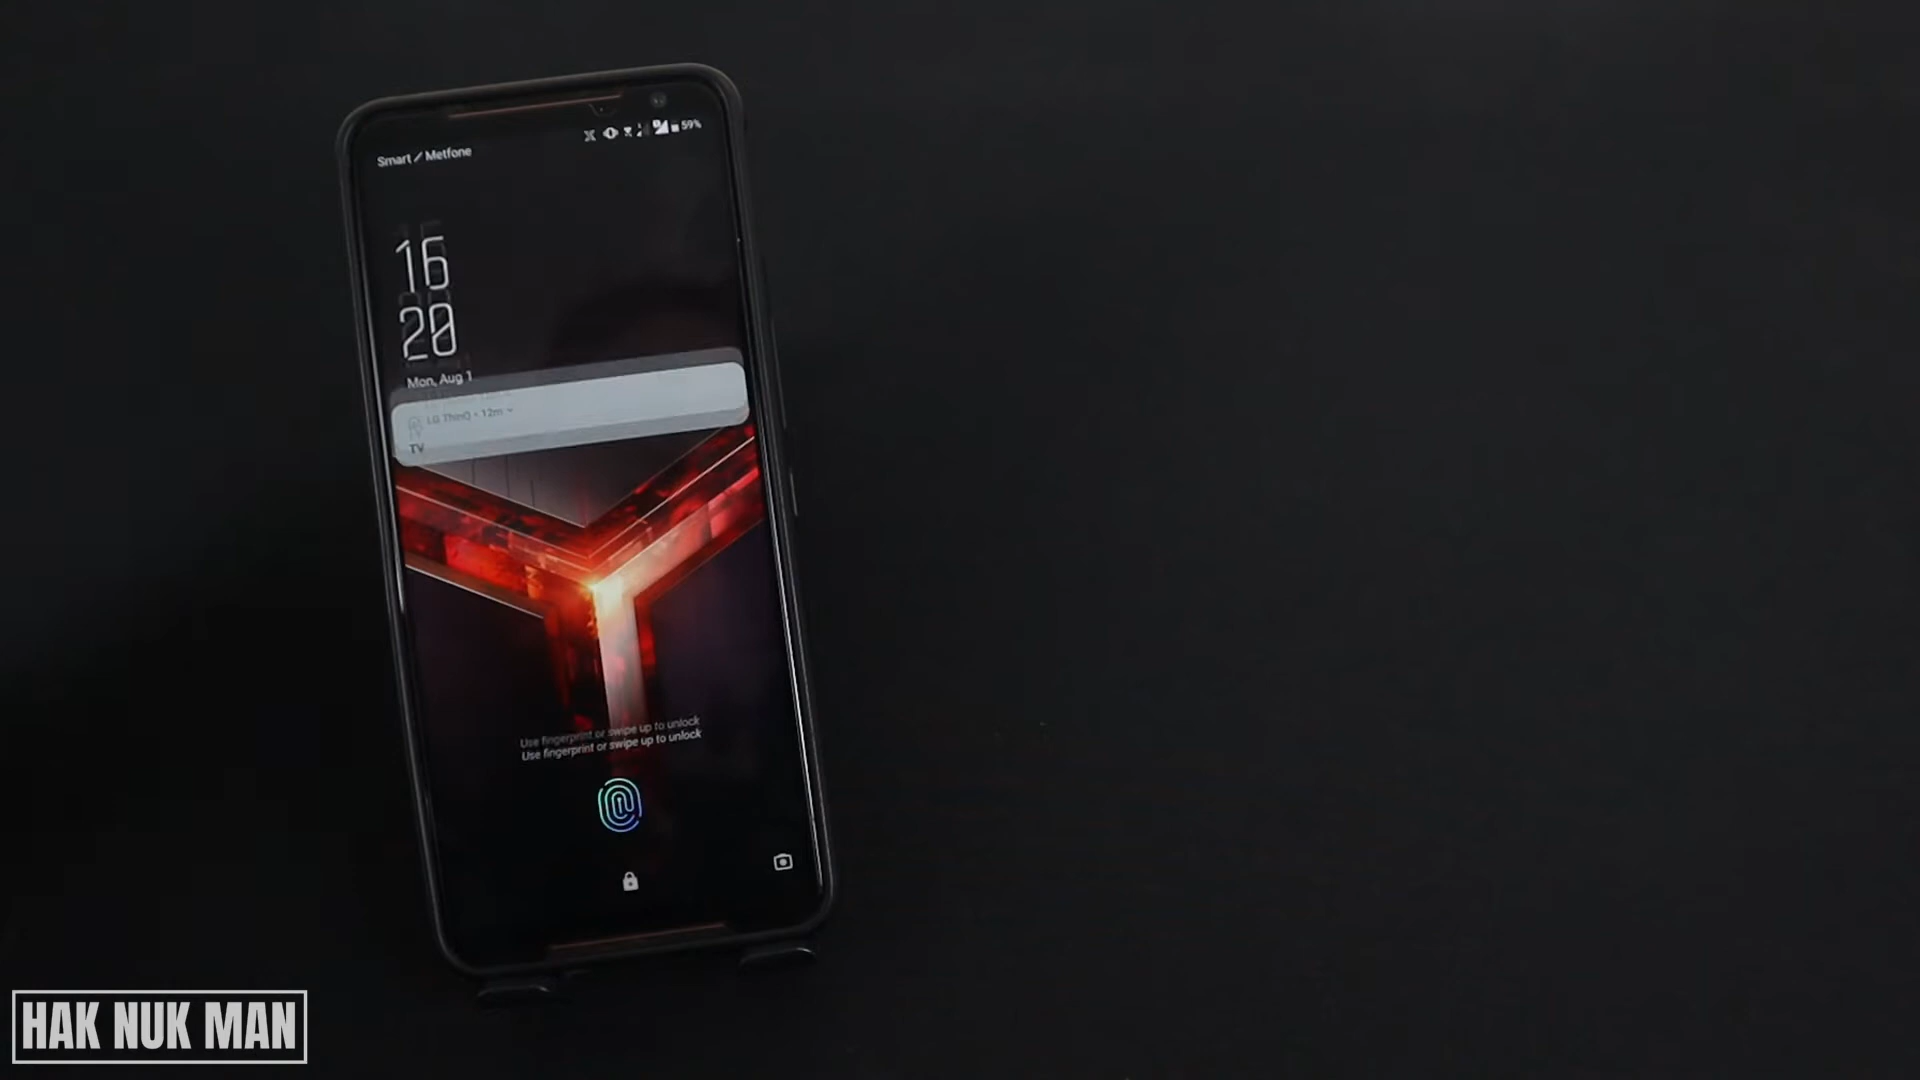 59%
Smart / Metfone
16
20
Mon, Aug 1
LG ThinQ • 12m
TV
Use fingerprint or swipe up to unlock
Use fingerprint or swipe up to unlock
HAK NUK MAN